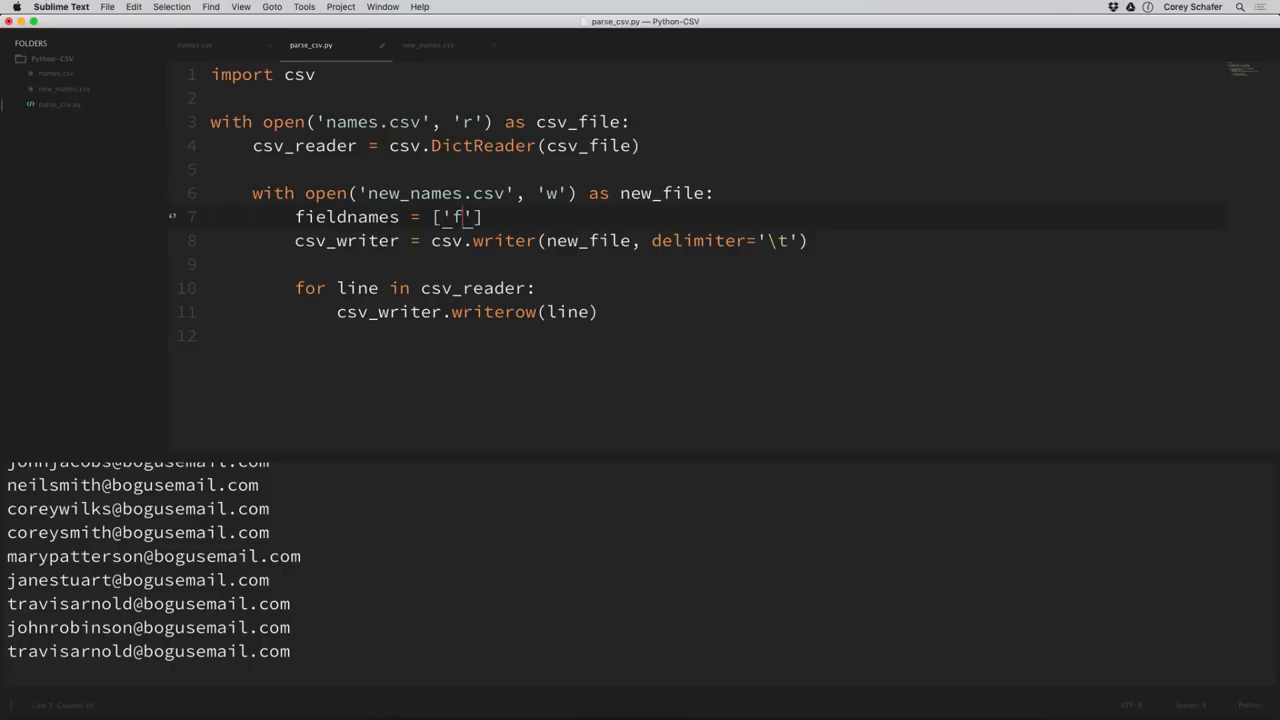 Sublime Text File Edit Selection Find View Goto Tools Project Window Help Corey Schafer
parse_csv.py — Python-CSV
FOLDERS
Python-CSV
names.csv
new_names.csv
parse_csv.py
names.csv parse_csv.py new_names.csv
1 import csv
2
3 with open('names.csv', 'r') as csv_file:
4 csv_reader = csv.DictReader(csv_file)
5
6 with open('new_names.csv', 'w') as new_file:
7 fieldnames = ['f']
8 csv_writer = csv.writer(new_file, delimiter='\t')
9
10 for line in csv_reader:
11 csv_writer.writerow(line)
12
johnjacobs@bogusemail.com
neilsmith@bogusemail.com
coreywilks@bogusemail.com
coreysmith@bogusemail.com
marypatterson@bogusemail.com
janestuart@bogusemail.com
travisarnold@bogusemail.com
johnrobinson@bogusemail.com
travisarnold@bogusemail.com
UTF-8 Spaces: 4 Python